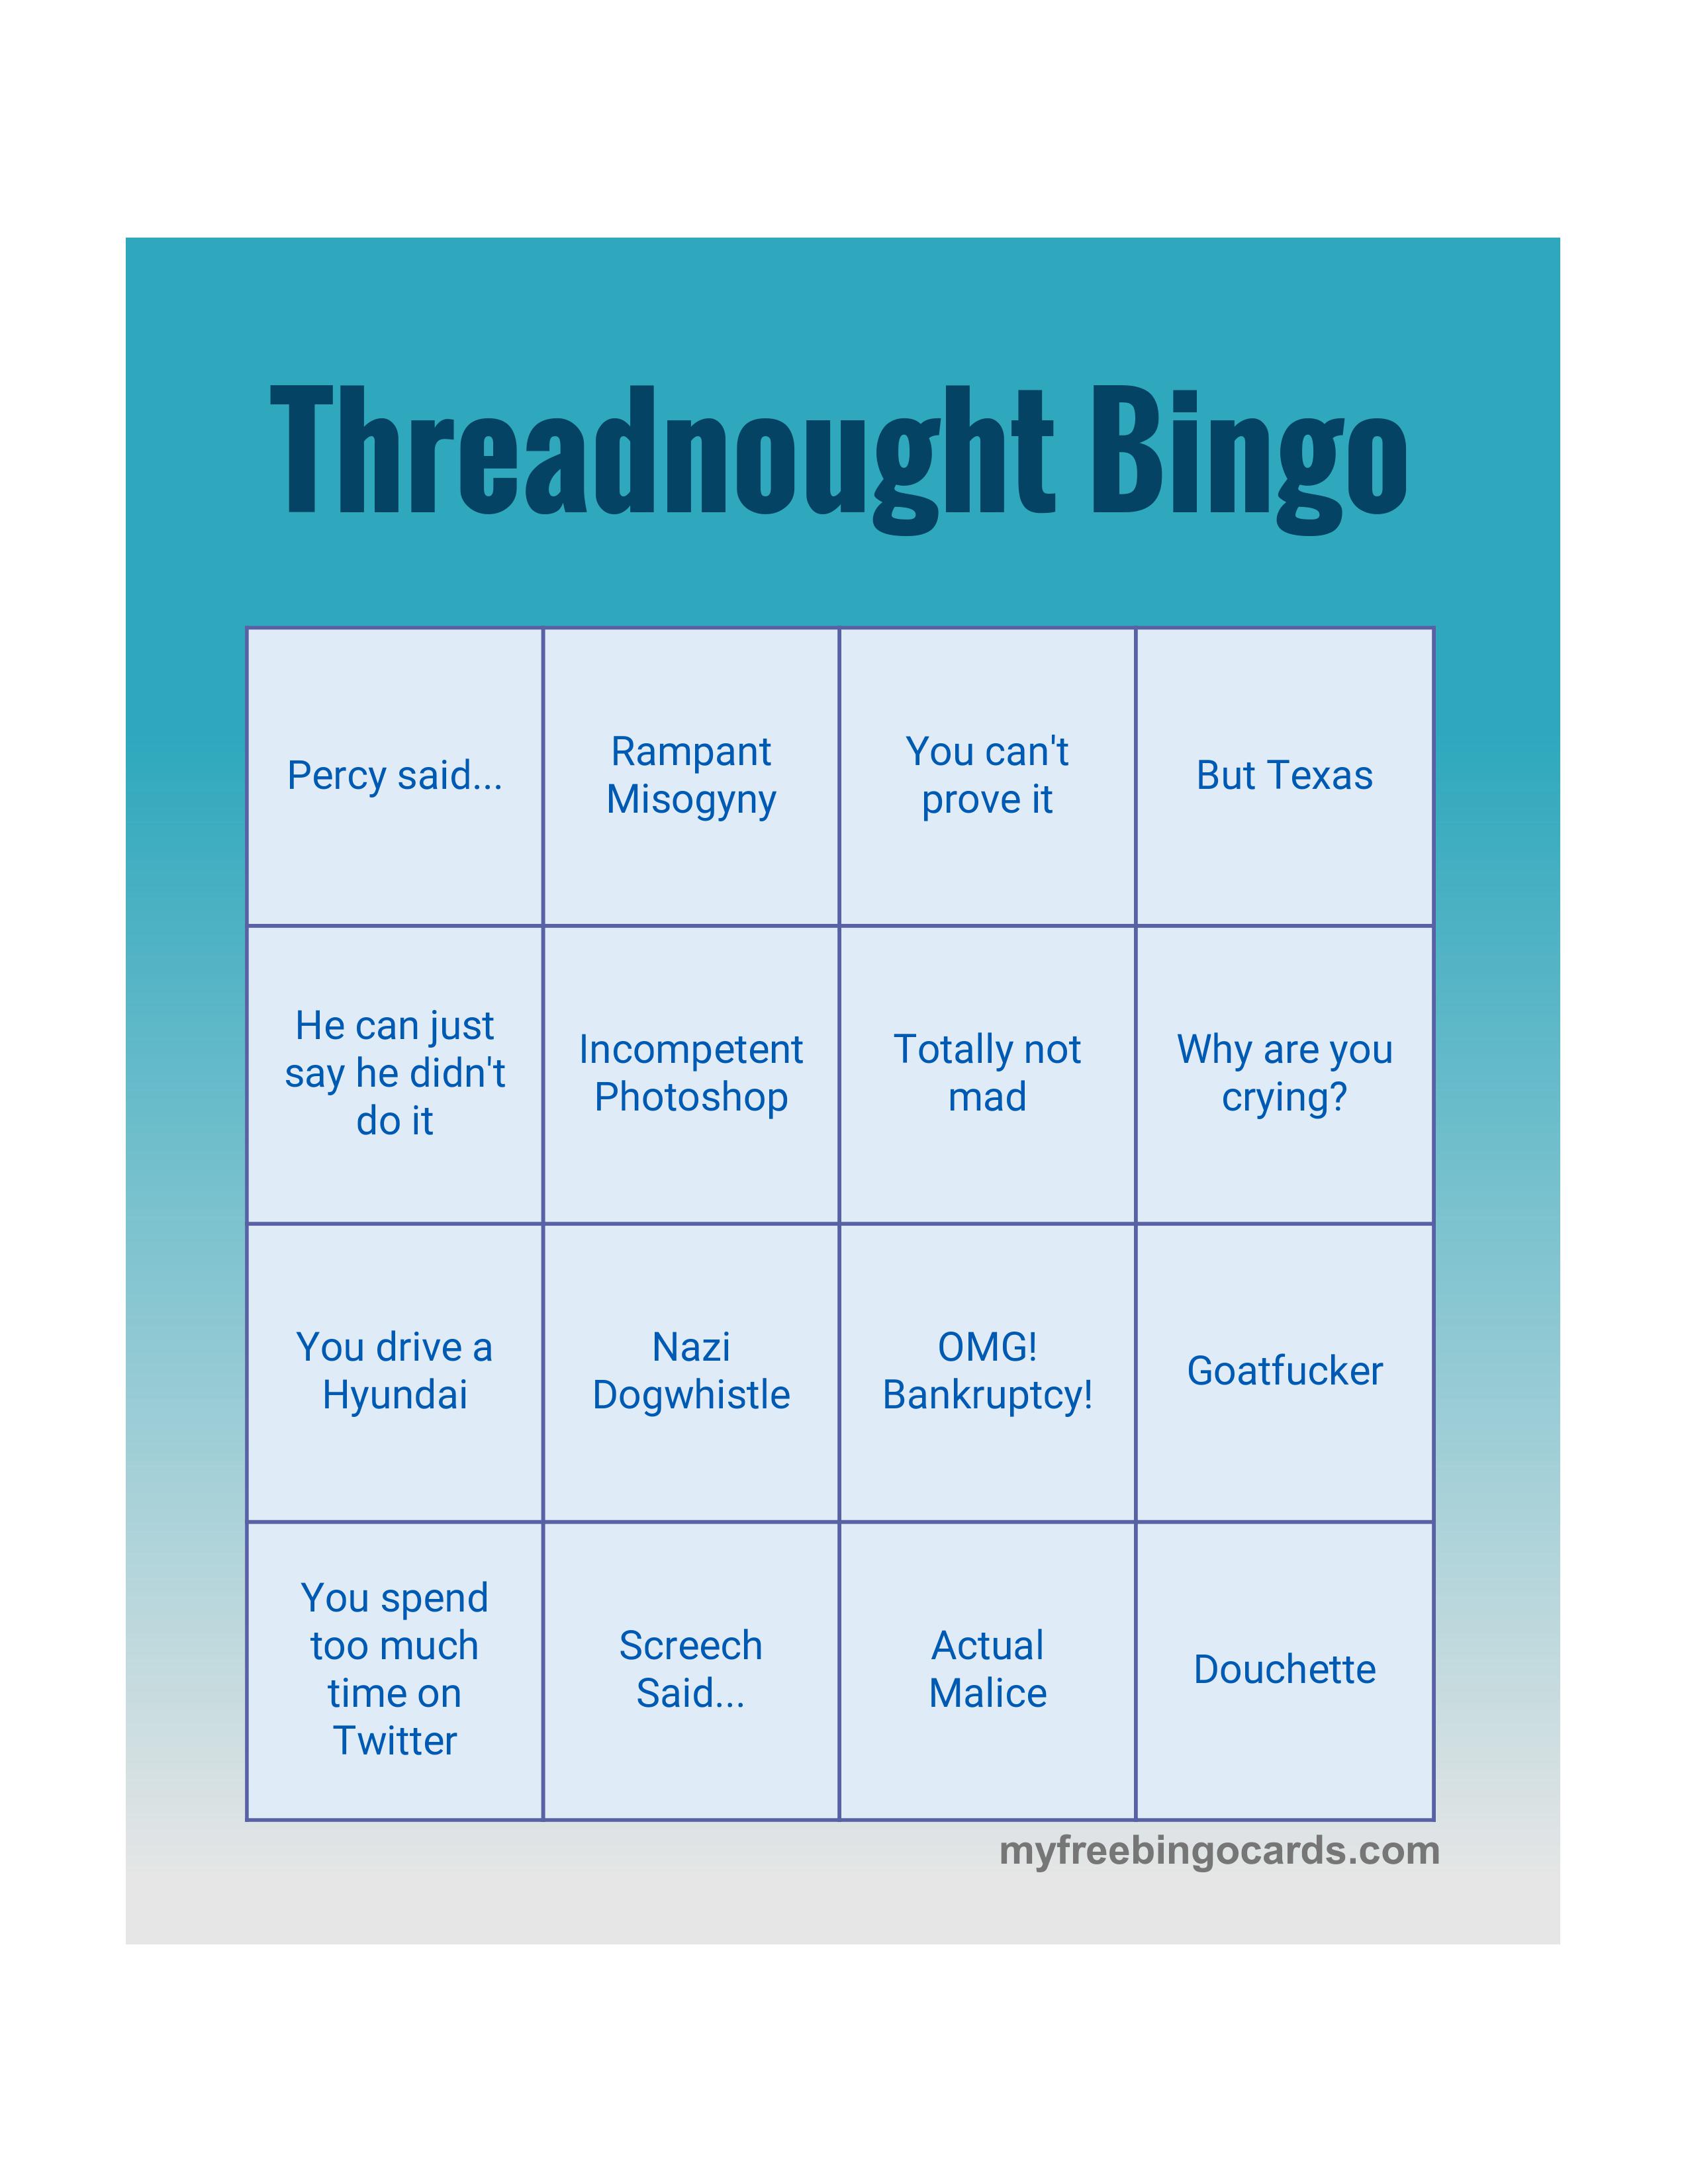 Threadnought Bingo
Percy said...
Rampant
Misogyny
You can't
prove it
But Texas
He can just
say he didn't
do it
Incompetent
Photoshop
Totally not
mad
Why are you
crying?
You drive a
Hyundai
Nazi
Dogwhistle
OMG!
Bankruptcy!
Goatfucker
You spend
too much
time on
Twitter
Screech
Said...
Actual
Malice
Douchette
myfreebingocards.com